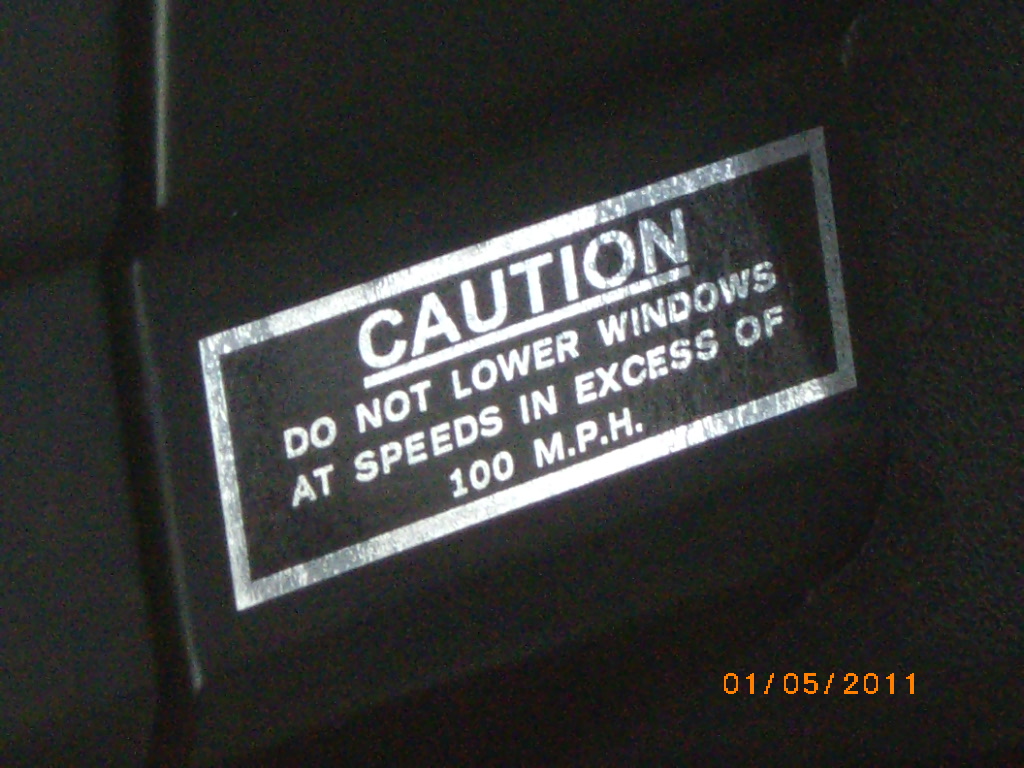 CAUTION
DO NOT LOWER WINDOWS
AT SPEEDS IN EXCESS OF
100 M.P.H.
01/05/2011